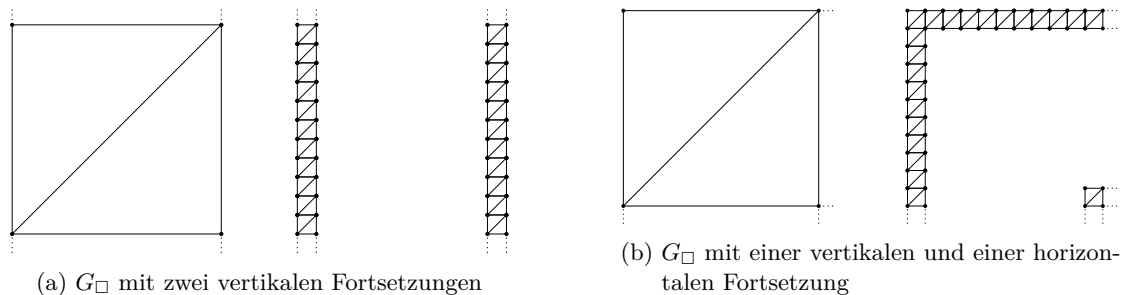 (a) G□ mit zwei vertikalen Fortsetzungen
(b) G□ mit einer vertikalen und einer horizon-
talen Fortsetzung